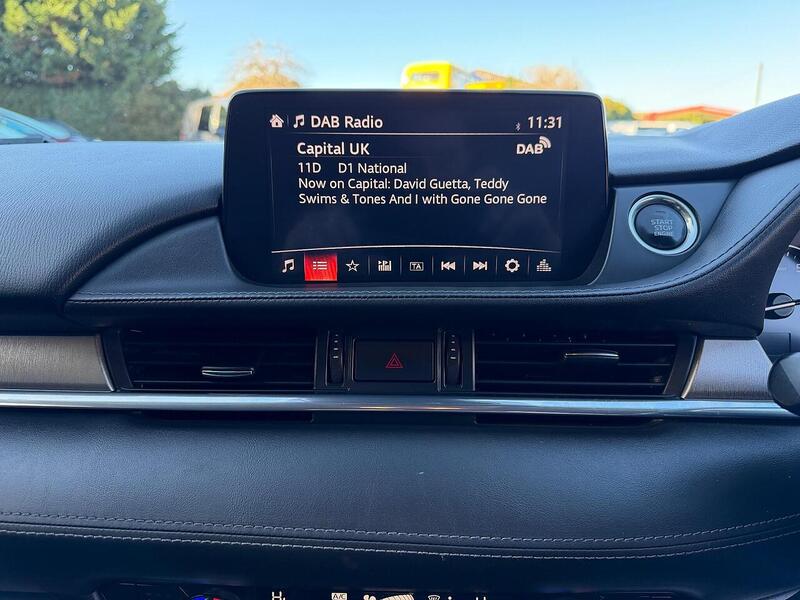 DAB Radio 11:31
Capital UK DAB
11D D1 National
Now on Capital: David Guetta, Teddy
Swims & Tones And I with Gone Gone Gone
TA
START
STOP
ENGINE
A/C